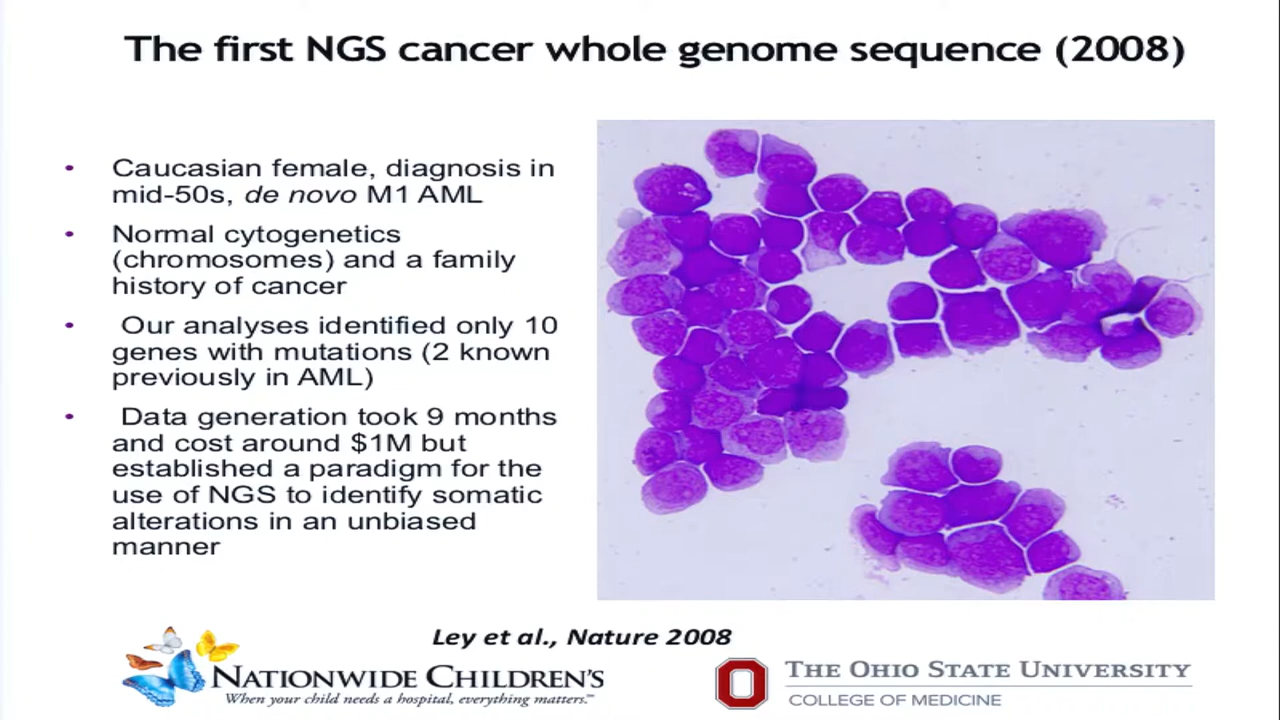 The first NGS cancer whole genome sequence (2008)
• Caucasian female, diagnosis in
mid-50s, de novo M1 AML
• Normal cytogenetics
(chromosomes) and a family
history of cancer
• Our analyses identified only 10
genes with mutations (2 known
previously in AML)
• Data generation took 9 months
and cost around $1M but
established a paradigm for the
use of NGS to identify somatic
alterations in an unbiased
manner
Ley et al., Nature 2008
NATIONWIDE CHILDREN'S
When your child needs a hospital, everything matters.™
THE OHIO STATE UNIVERSITY
COLLEGE OF MEDICINE